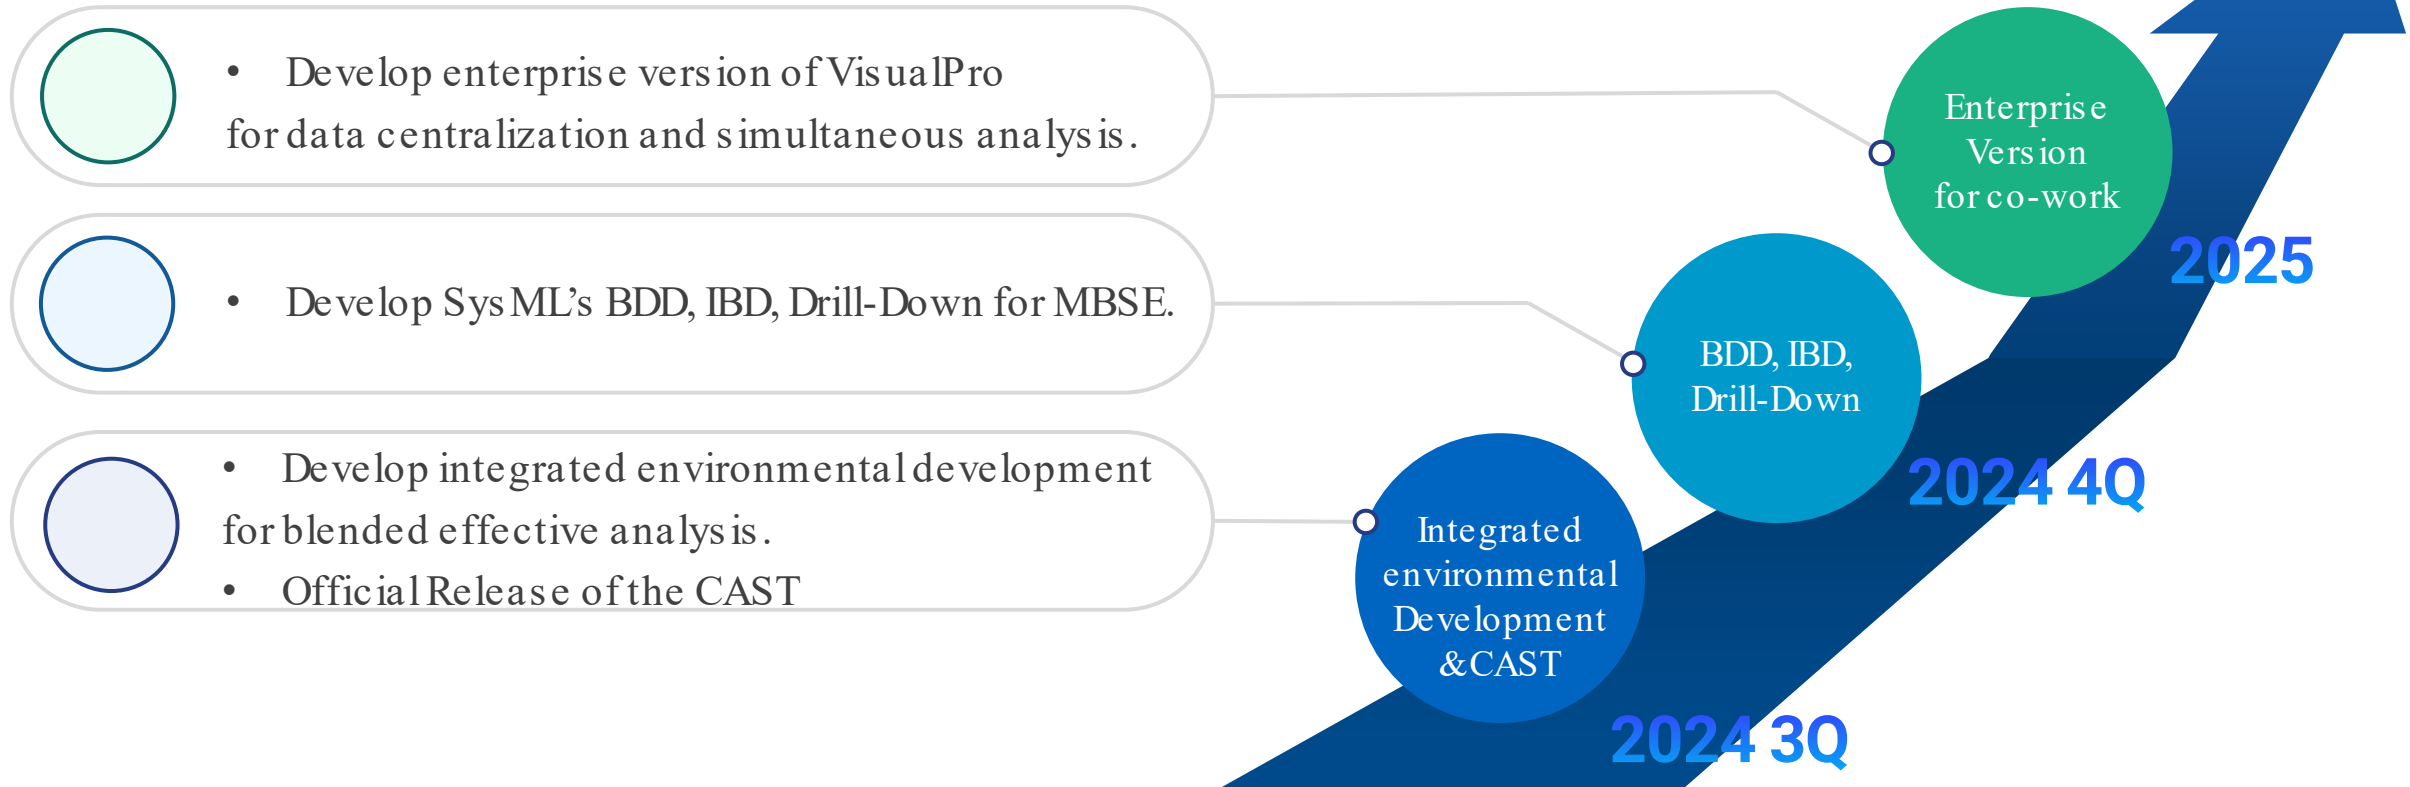 • Develop enterprise version of VisualPro
for data centralization and simultaneous analysis.
• Develop SysML’s BDD, IBD, Drill-Down for MBSE.
• Develop integrated environmental development
for blended effective analysis.
• Official Release of the CAST
Enterprise
Version
for co-work
2025
BDD, IBD,
Drill-Down
2024 4Q
Integrated
environmental
Development
&CAST
2024 3Q